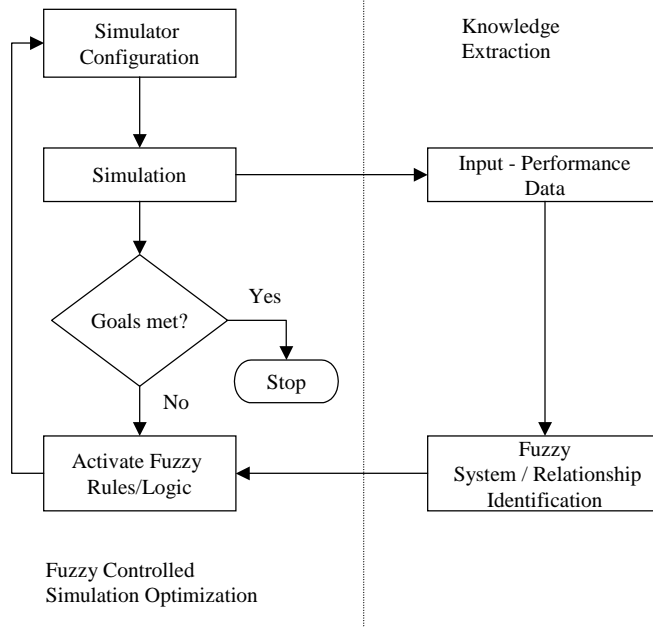 Simulator
Configuration
Knowledge
Extraction
Simulation
Input - Performance
Data
Goals met?
Yes
Stop
No
Activate Fuzzy
Rules/Logic
Fuzzy
System / Relationship
Identification
Fuzzy Controlled
Simulation Optimization